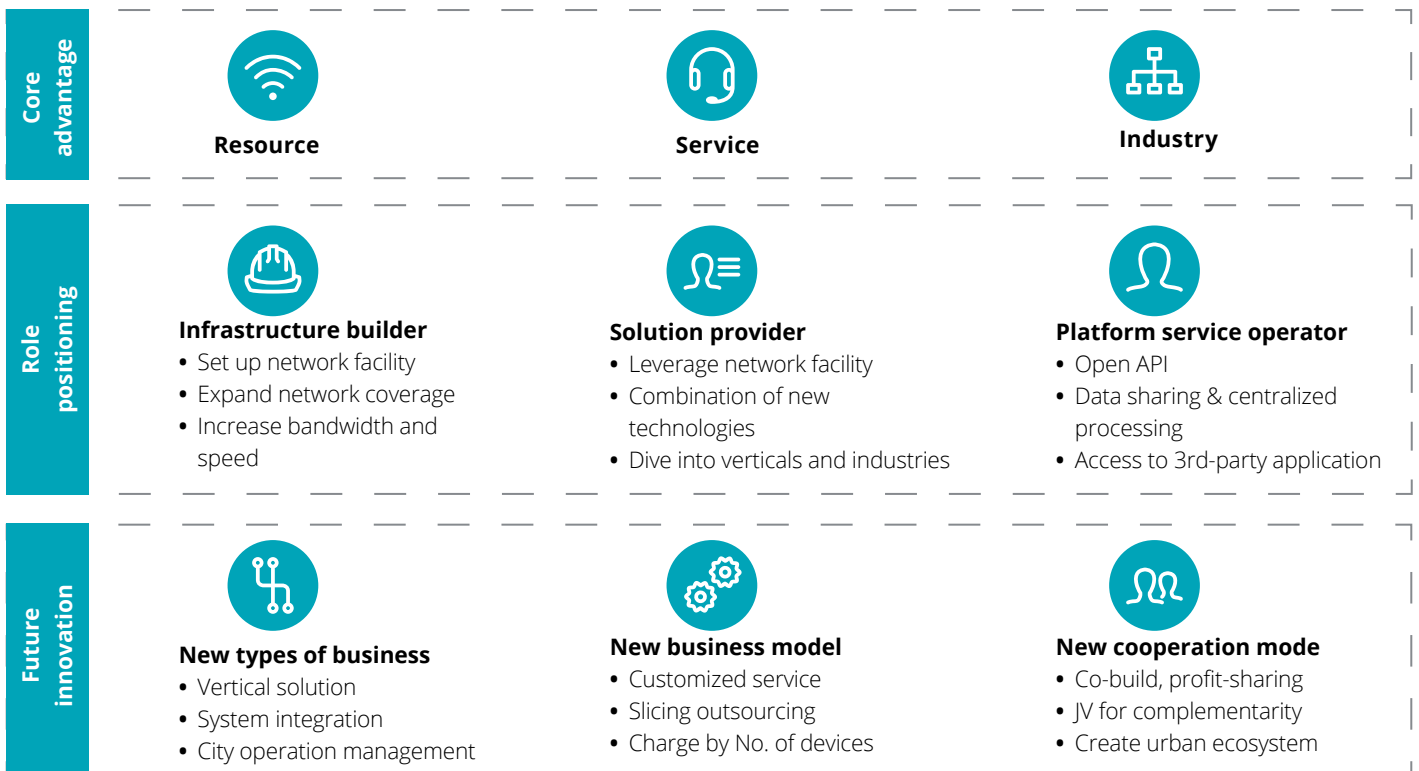 Core
advantage
Resource
Service
Industry
Role
positioning
Infrastructure builder
• Set up network facility
• Expand network coverage
• Increase bandwidth and
speed
Solution provider
• Leverage network facility
• Combination of new
technologies
• Dive into verticals and industries
Platform service operator
• Open API
• Data sharing & centralized
processing
• Access to 3rd-party application
Future
innovation
New types of business
• Vertical solution
• System integration
• City operation management
New business model
• Customized service
• Slicing outsourcing
• Charge by No. of devices
New cooperation mode
• Co-build, profit-sharing
• JV for complementarity
• Create urban ecosystem